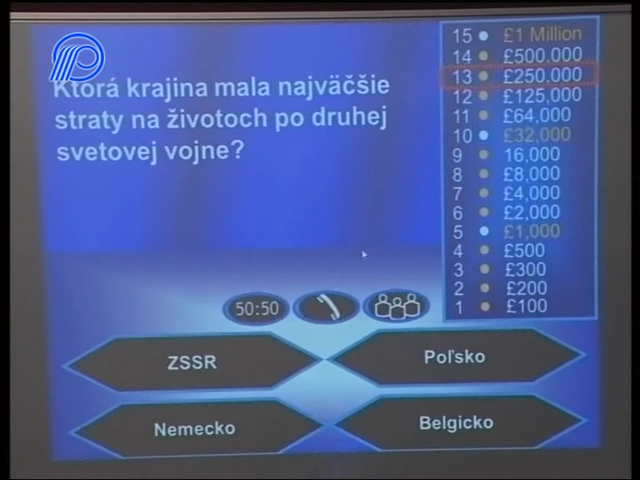 Ktorá krajina mala najväčšie
straty na životoch po druhej
svetovej vojne?
15 £1 Million
14 £500,000
13 £250,000
12 £125,000
11 £64,000
10 £32,000
9 16,000
8 £8,000
7 £4,000
6 £2,000
5 £1,000
4 £500
3 £300
2 £200
1 £100
50:50
ZSSR
Poľsko
Nemecko
Belgicko